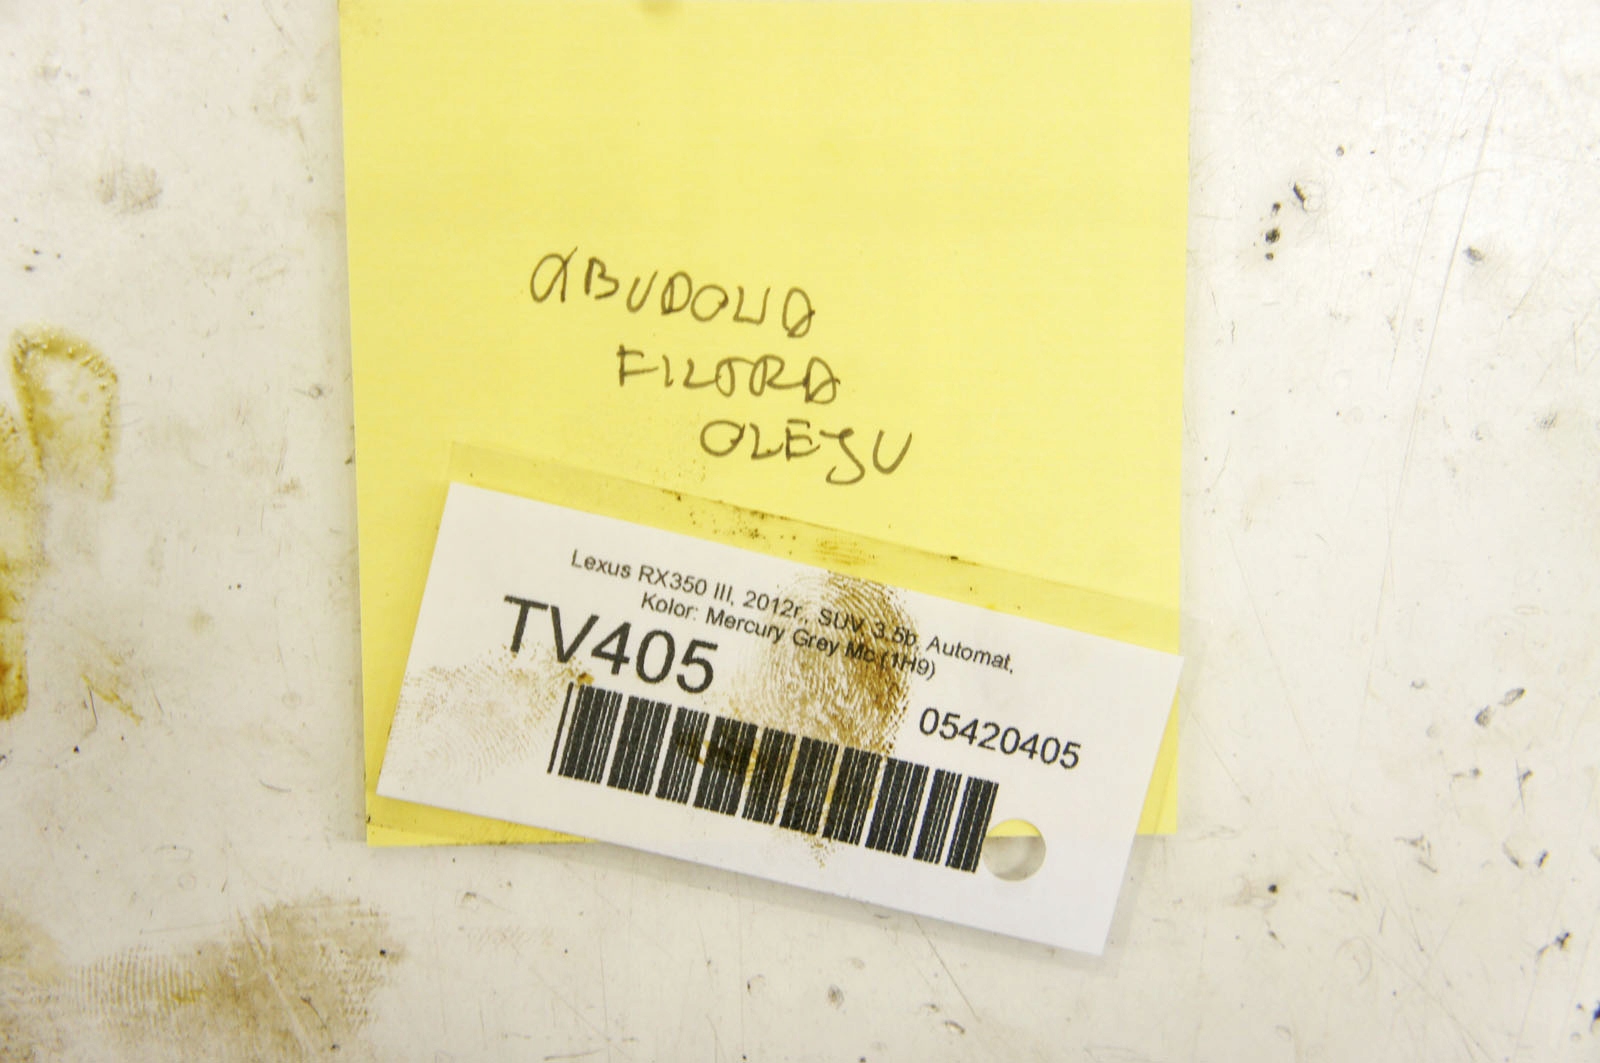 OBUDOWA
FILTRA
OLEJU
Lexus RX350 III, 2012r., SUV, 3.5b, Automat,
Kolor: Mercury Grey Mc (1H9)
TV405
05420405